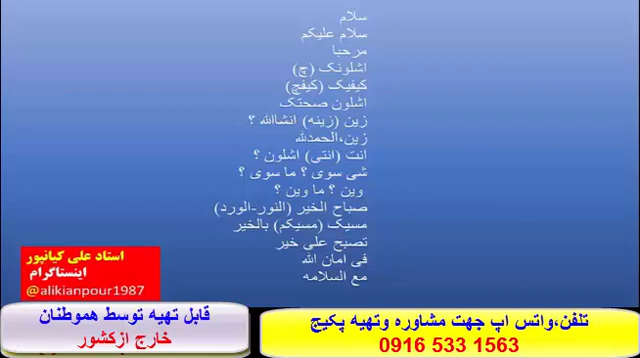 سلام
سلام علیکم
مرحبا
اشلونک (چ)
کیفیک (کیفچ)
اشلون صحتک
زین (زینه) انشاالله ؟
زین،الحمدلله
انت (انتی) اشلون ؟
شی سوی ؟ ما سوی ؟
وین ؟ ما وین ؟
صباح الخیر (النور-الورد)
مسیک (مسیکم) بالخیر
تصبح علی خیر
فی امان الله
مع السلامه
استاد علی کیانپور
اینستاگرام
@alikianpour1987
قابل تهیه توسط هموطنان
خارج ازکشور
تلفن،واتس اپ جهت مشاوره وتهیه پکیج
0916 533 1563